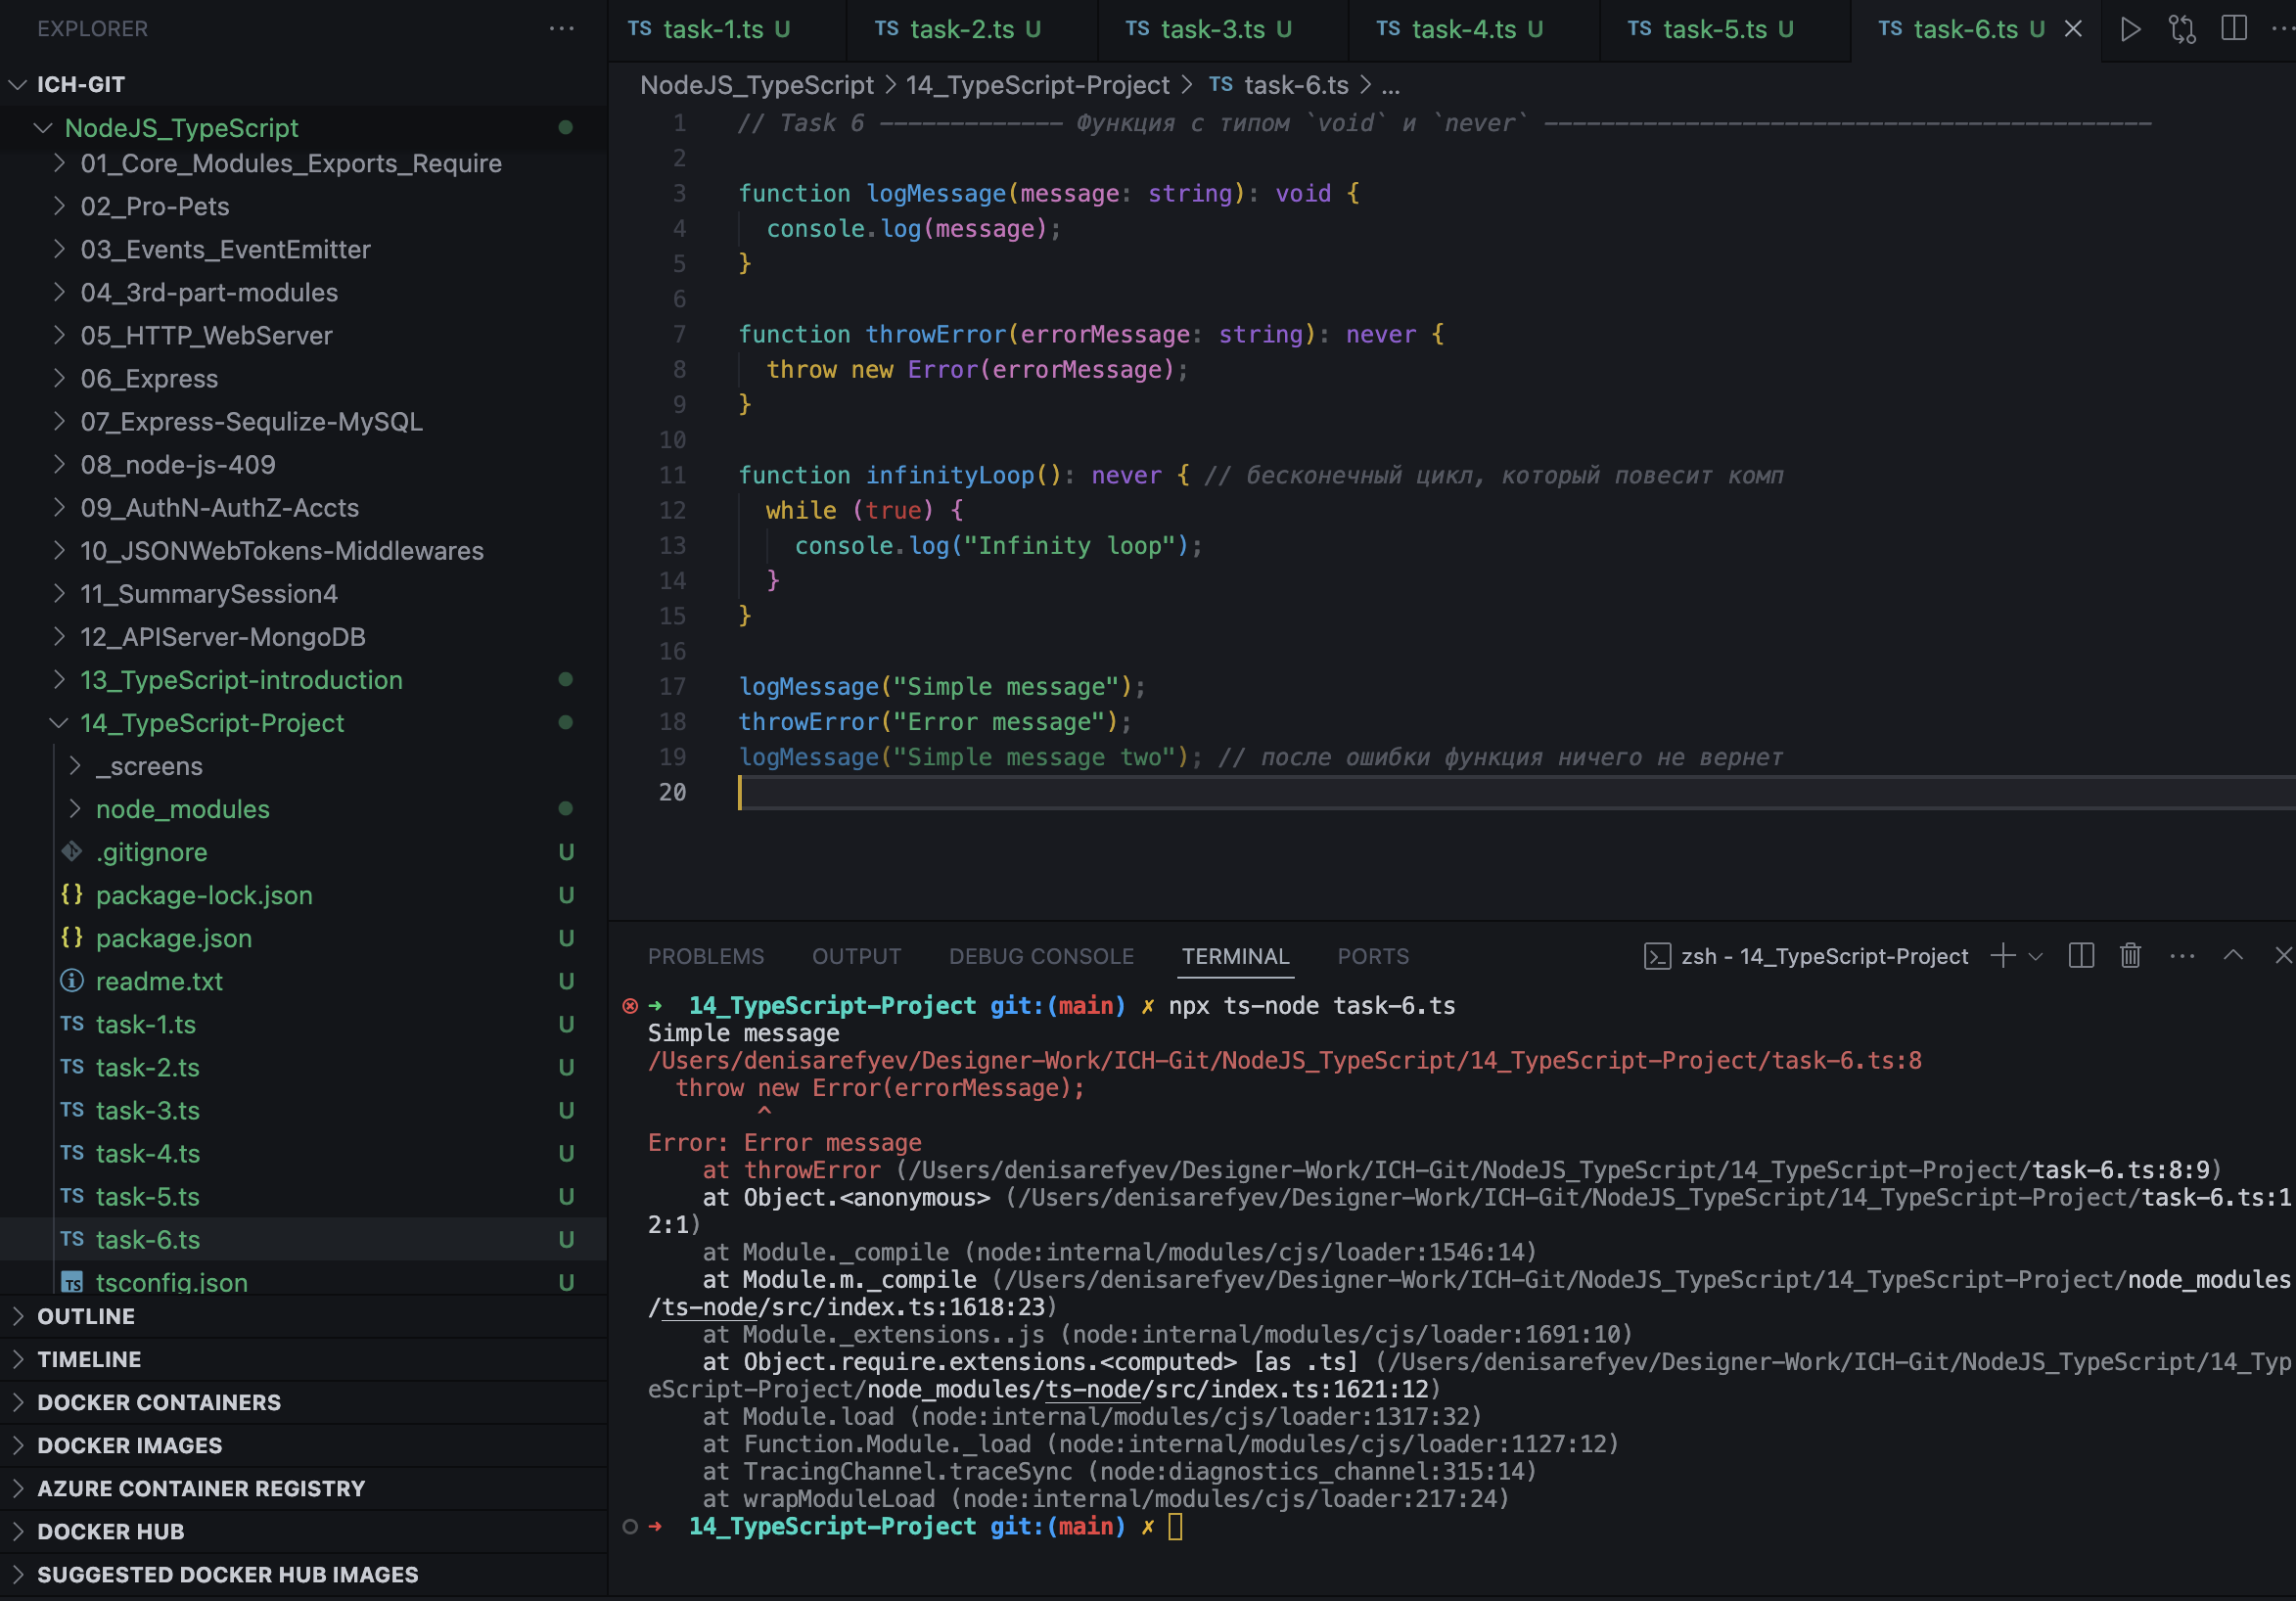 EXPLORER
ICH-GIT
NodeJS_TypeScript
01_Core_Modules_Exports_Require
02_Pro-Pets
03_Events_EventEmitter
04_3rd-part-modules
05_HTTP_WebServer
06_Express
07_Express-Sequlize-MySQL
08_node-js-409
09_AuthN-AuthZ-Accts
10_JSONWebTokens-Middlewares
11_SummarySession4
12_APIServer-MongoDB
13_TypeScript-introduction
14_TypeScript-Project
_screens
node_modules
.gitignore U
package-lock.json U
package.json U
readme.txt U
TS task-1.ts U
TS task-2.ts U
TS task-3.ts U
TS task-4.ts U
TS task-5.ts U
TS task-6.ts U
TS tsconfig.json U
OUTLINE
TIMELINE
DOCKER CONTAINERS
DOCKER IMAGES
AZURE CONTAINER REGISTRY
DOCKER HUB
SUGGESTED DOCKER HUB IMAGES
TS task-1.ts U TS task-2.ts U TS task-3.ts U TS task-4.ts U TS task-5.ts U TS task-6.ts U
NodeJS_TypeScript > 14_TypeScript-Project > TS task-6.ts > ...
1 // Task 6 ------------- Функция с типом `void` и `never` -------------------------------------------
2
3 function logMessage(message: string): void {
4 console.log(message);
5 }
6
7 function throwError(errorMessage: string): never {
8 throw new Error(errorMessage);
9 }
10
11 function infinityLoop(): never { // бесконечный цикл, который повесит комп
12 while (true) {
13 console.log("Infinity loop");
14 }
15 }
16
17 logMessage("Simple message");
18 throwError("Error message");
19 logMessage("Simple message two"); // после ошибки функция ничего не вернет
20
PROBLEMS OUTPUT DEBUG CONSOLE TERMINAL PORTS zsh - 14_TypeScript-Project
➜ 14_TypeScript-Project git:(main) ✗ npx ts-node task-6.ts
Simple message
/Users/denisarefyev/Designer-Work/ICH-Git/NodeJS_TypeScript/14_TypeScript-Project/task-6.ts:8
throw new Error(errorMessage);
^
Error: Error message
at throwError (/Users/denisarefyev/Designer-Work/ICH-Git/NodeJS_TypeScript/14_TypeScript-Project/task-6.ts:8:9)
at Object.<anonymous> (/Users/denisarefyev/Designer-Work/ICH-Git/NodeJS_TypeScript/14_TypeScript-Project/task-6.ts:1
2:1)
at Module._compile (node:internal/modules/cjs/loader:1546:14)
at Module.m._compile (/Users/denisarefyev/Designer-Work/ICH-Git/NodeJS_TypeScript/14_TypeScript-Project/node_modules
/ts-node/src/index.ts:1618:23)
at Module._extensions..js (node:internal/modules/cjs/loader:1691:10)
at Object.require.extensions.<computed> [as .ts] (/Users/denisarefyev/Designer-Work/ICH-Git/NodeJS_TypeScript/14_Typ
eScript-Project/node_modules/ts-node/src/index.ts:1621:12)
at Module.load (node:internal/modules/cjs/loader:1317:32)
at Function.Module._load (node:internal/modules/cjs/loader:1127:12)
at TracingChannel.traceSync (node:diagnostics_channel:315:14)
at wrapModuleLoad (node:internal/modules/cjs/loader:217:24)
➜ 14_TypeScript-Project git:(main) ✗